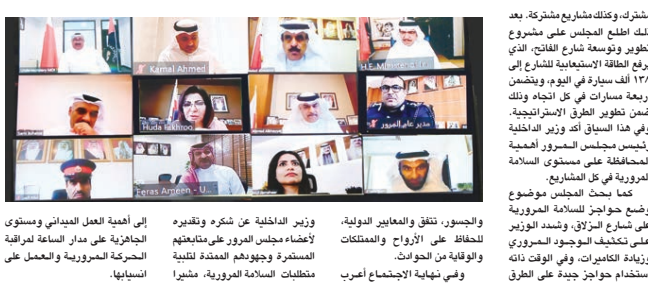 مشترك، وكذلك مشاريع مشتركة. بعد
ذلك اطلع المجلس على مشروع
تطوير وتوسعة شارع الفاتح، الذي
يرفع الطاقة الاستيعابية للشارع إلى
ألف سيارة في اليوم، ويتضمن
أربعة مسارات في كل اتجاه وذلك
ضمن تطوير الطرق الاستراتيجية.
وفي هذا السياق أكد وزير الداخلية
رئيس مجلس المرور أهمية
المحافظة على مستوى السلامة
المرورية في كل المشاريع.
كما بحث المجلس موضوع
وضع حواجز للسلامة المرورية
على شارع الزلاق، وشدد الوزير
على تكثيف الوجود المروري
وزيادة الكاميرات، وفي الوقت ذاته
استخدام حواجز جيدة على الطرق
والجسور، تتفق والمعايير الدولية،
للحفاظ على الأرواح والممتلكات
والوقاية من الحوادث.
وفي نهاية الاجتماع أعرب
وزير الداخلية عن شكره وتقديره
لأعضاء مجلس المرور على متابعتهم
المستمرة وجهودهم الممتدة لتلبية
متطلبات السلامة المرورية، مشيرا
إلى أهمية العمل الميداني ومستوى
الجاهزية على مدار الساعة لمراقبة
الحركة المرورية والعمل على
انسيابها.
Kamal Ahmed
مدير عام المرور
Feras Ameen - U...